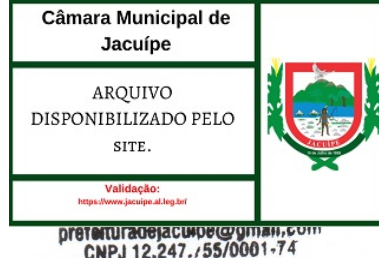 Câmara Municipal de
Jacuípe
ARQUIVO
DISPONIBILIZADO PELO
SITE.
Validação:
https://www.jacuipe.al.leg.br/
JACUÍPE
prefeituradejacuipe@gmail.com
CNPJ 12.247.755/0001-74